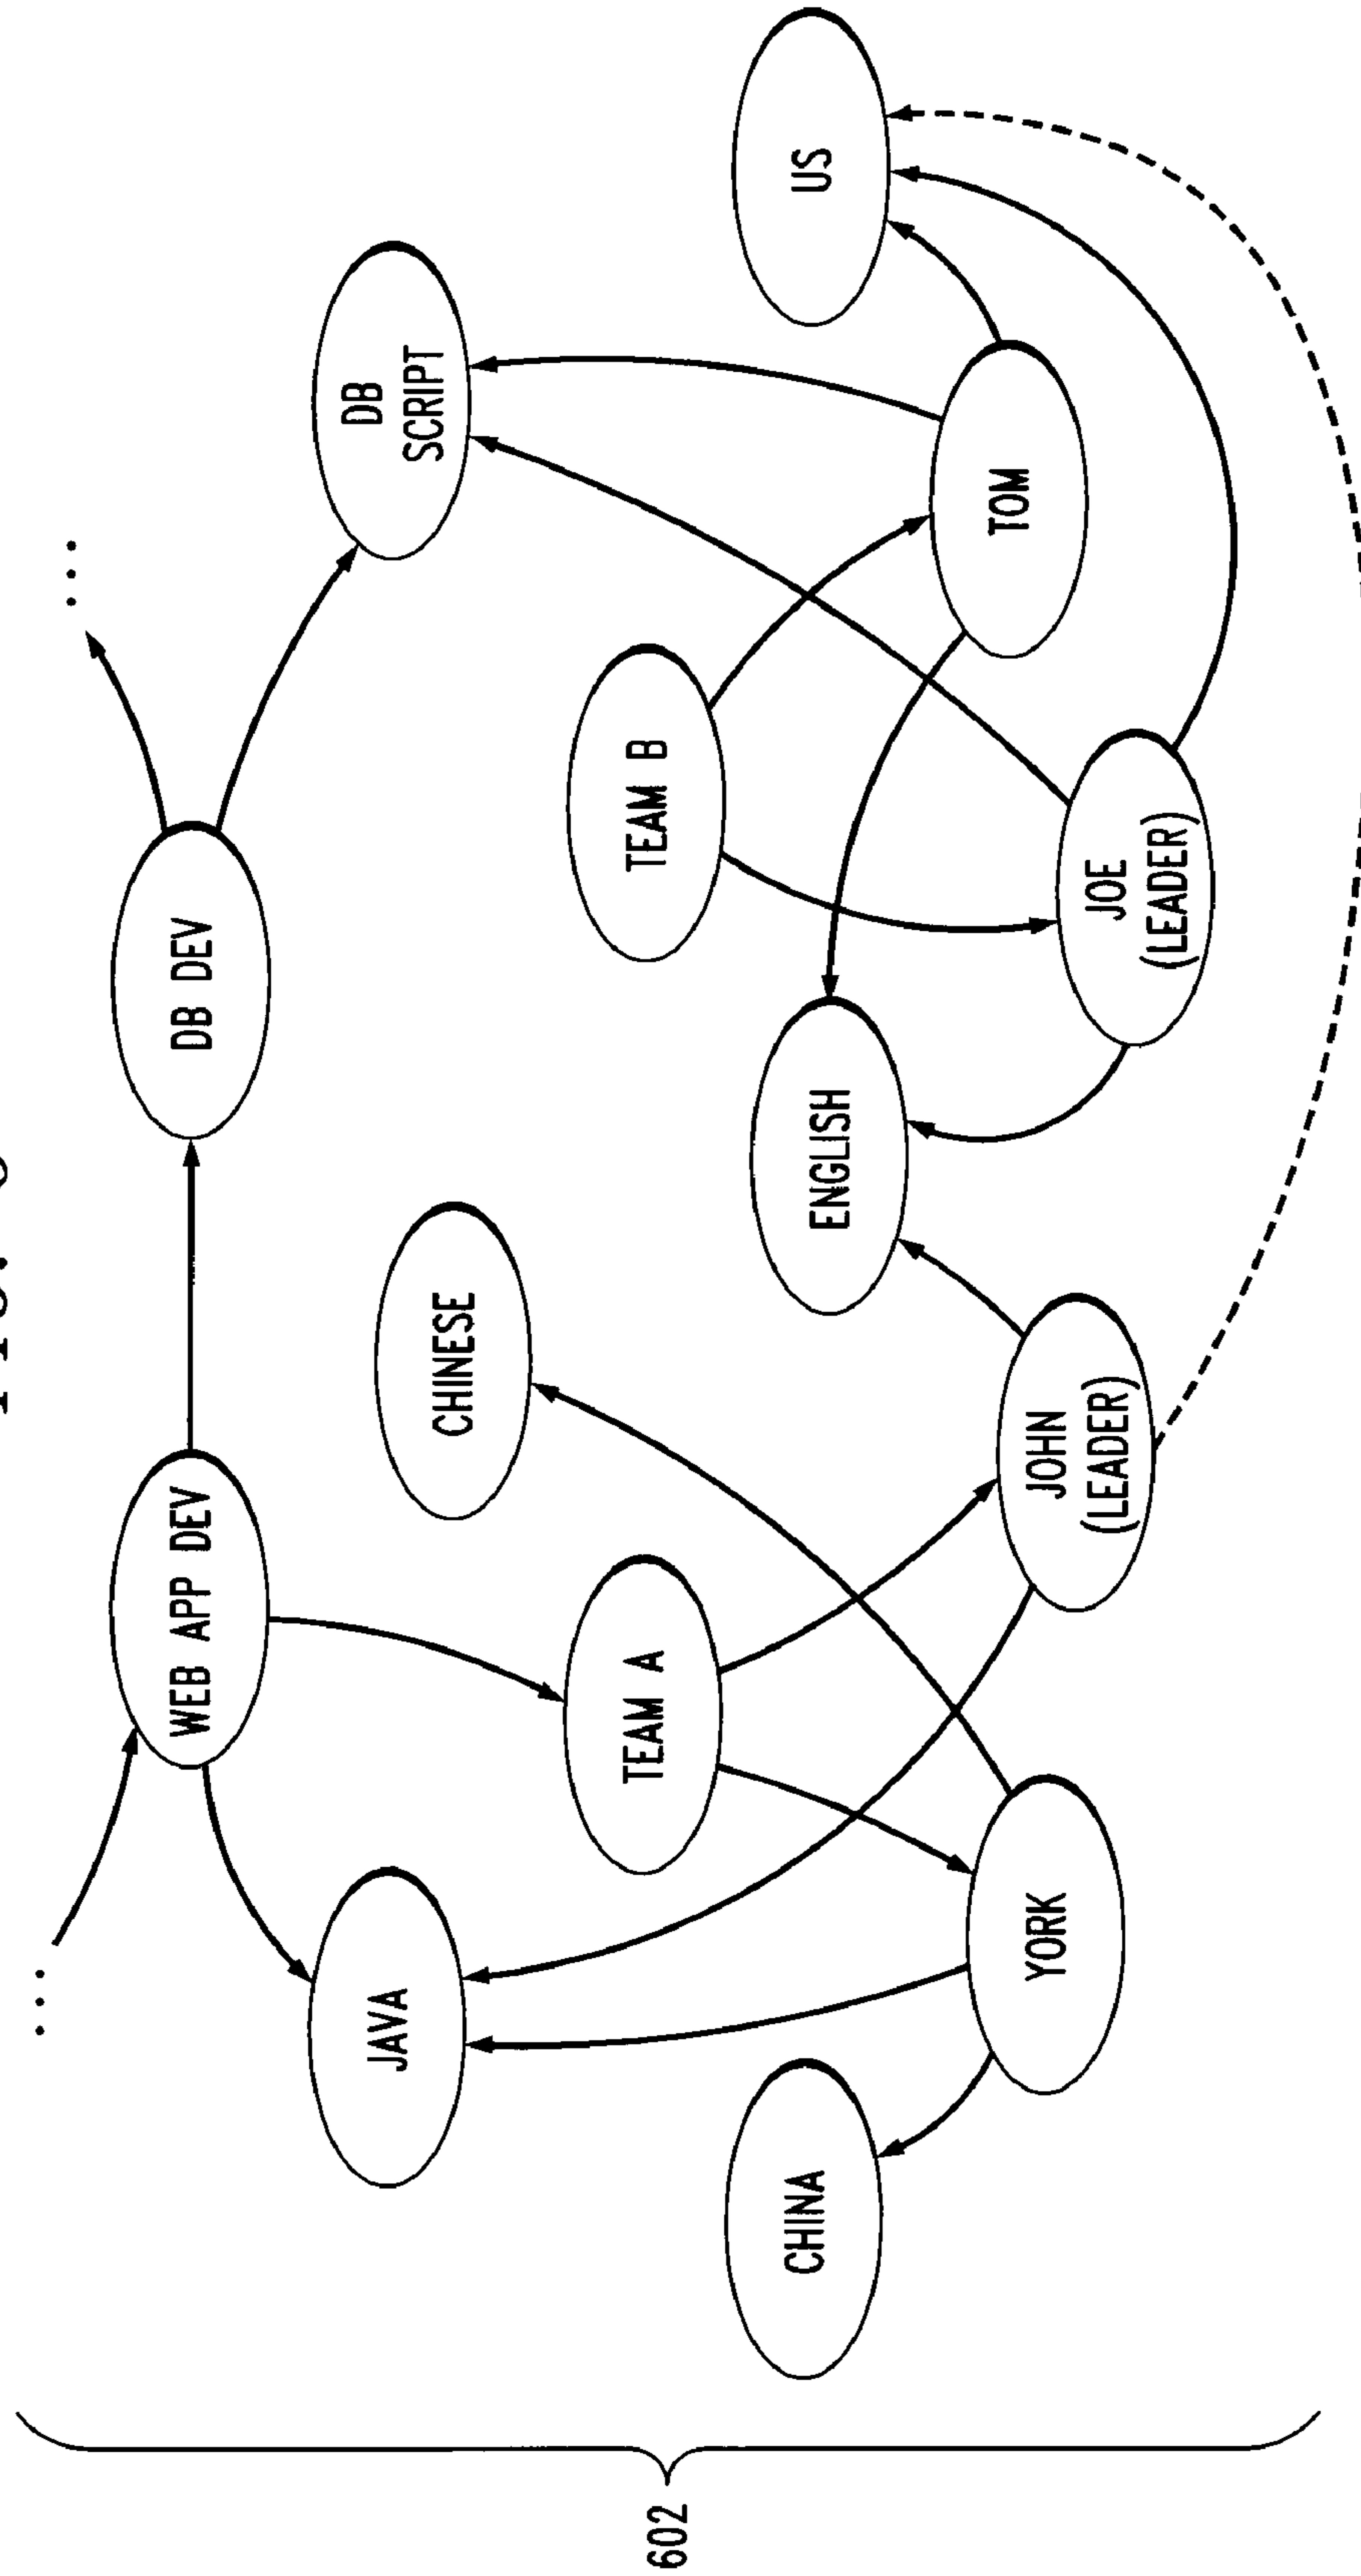 ...
...
WEB APP DEV
DB DEV
JAVA
DB
SCRIPT
CHINESE
602
TEAM A
TEAM B
CHINA
ENGLISH
US
YORK
JOHN
(LEADER)
TOM
JOE
(LEADER)